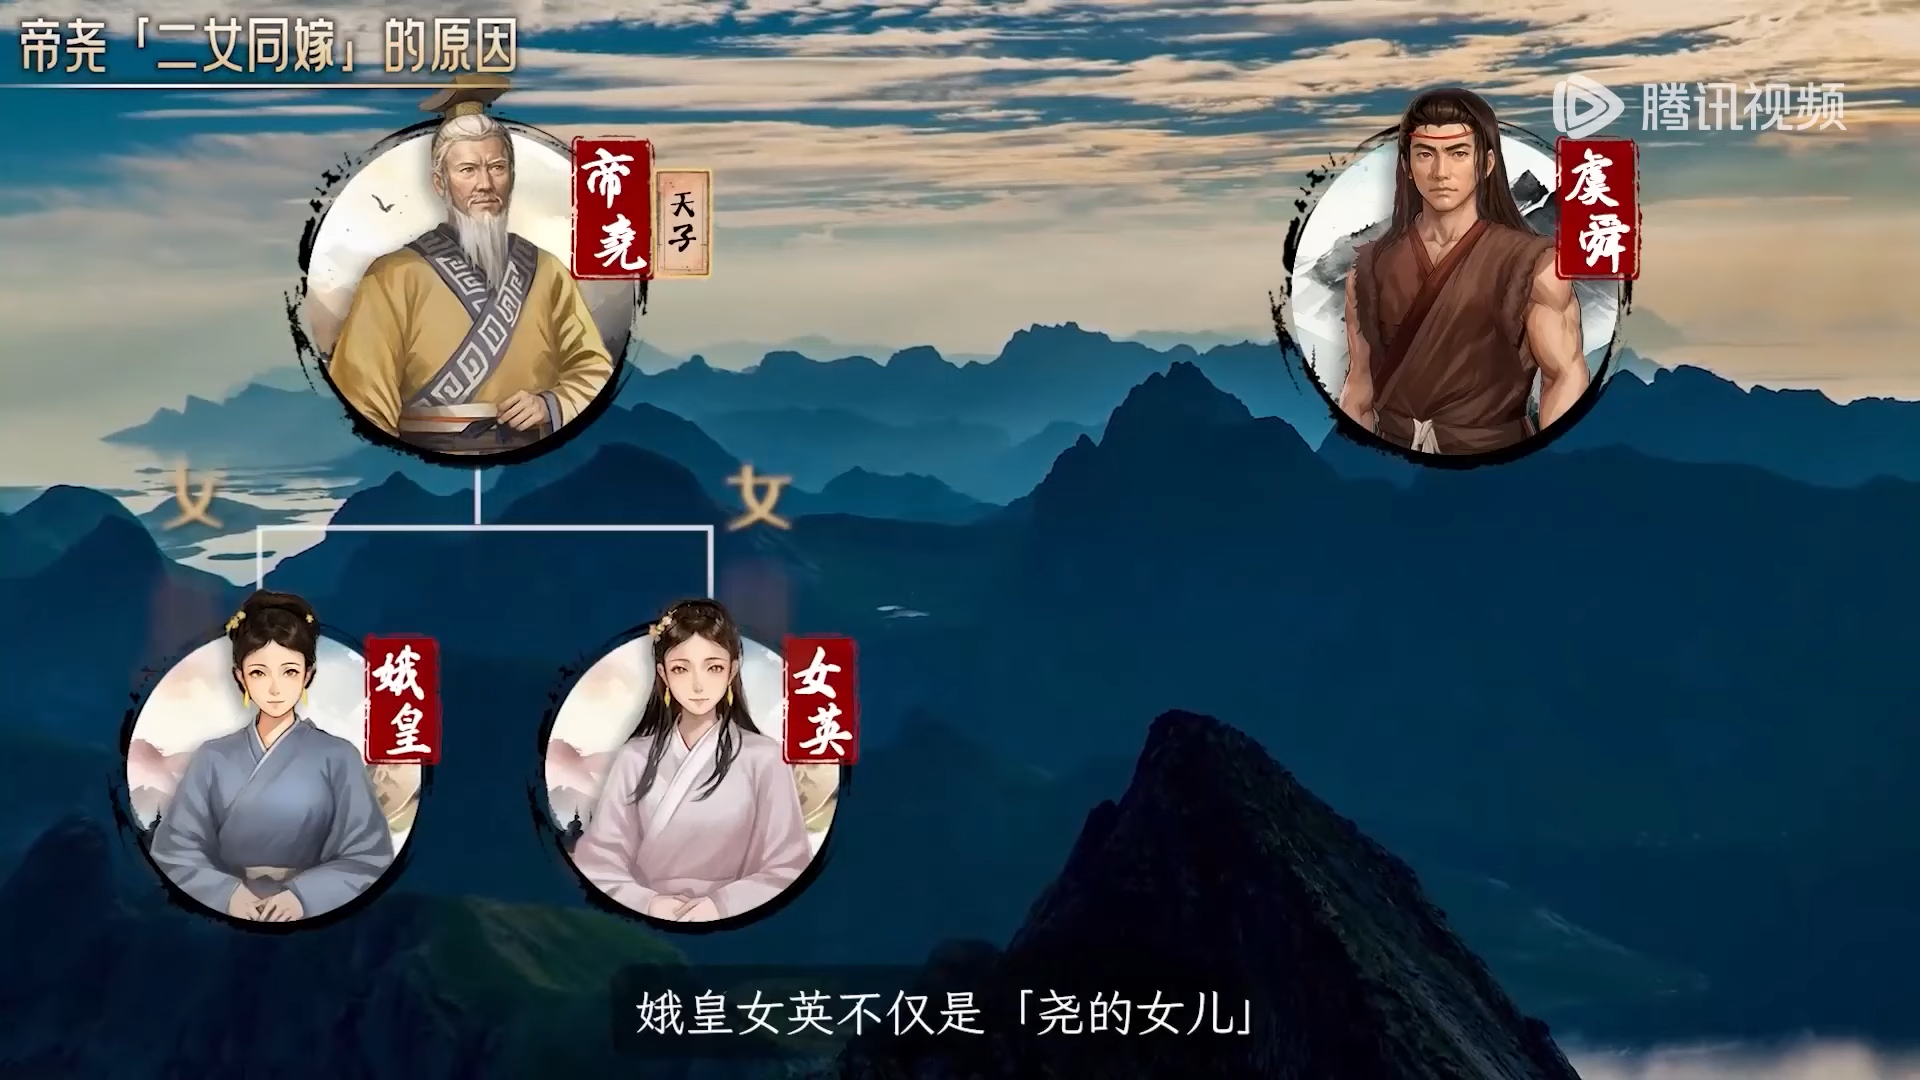 帝尧「二女同嫁」的原因
腾讯视频
帝尧
天子
虞舜
女
女
娥皇
女英
娥皇女英不仅是「尧的女儿」